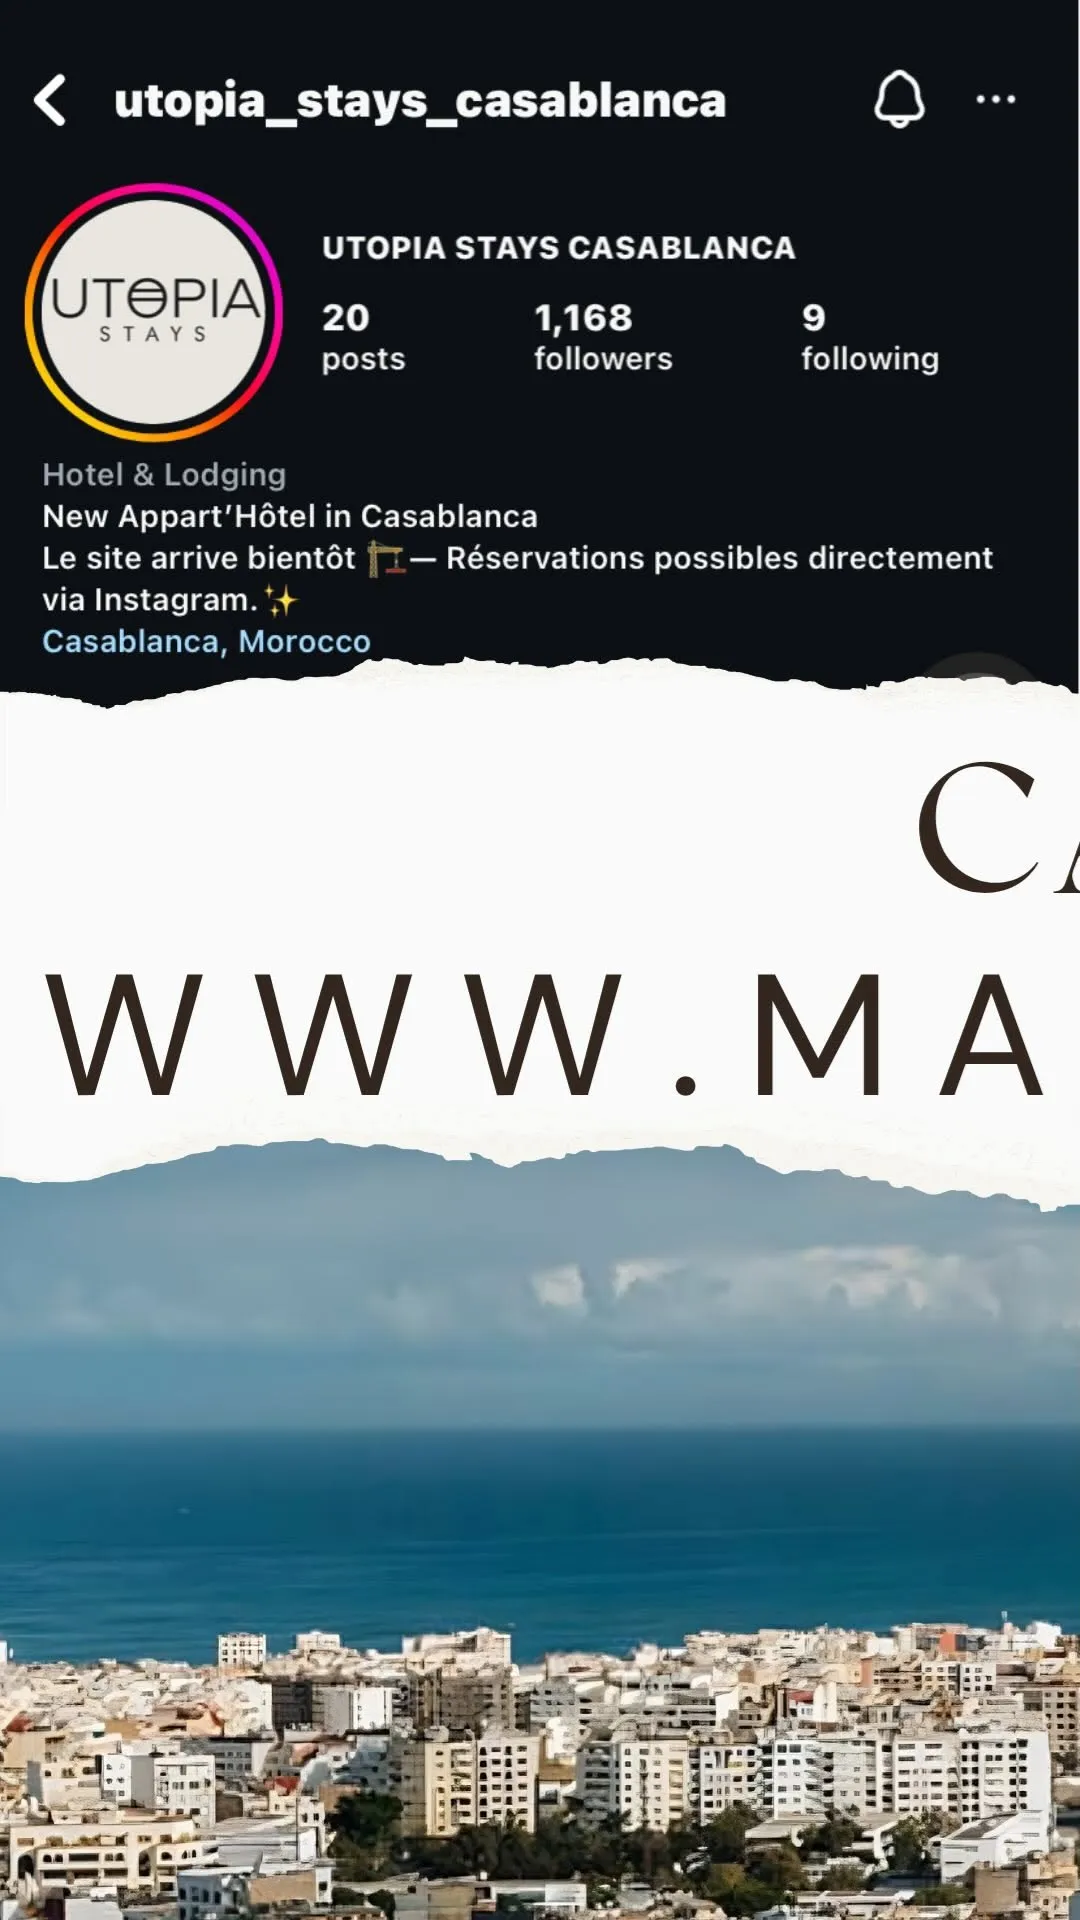 utopia_stays_casablanca
UTOPIA
STAYS
UTOPIA STAYS CASABLANCA
20 1,168 9
posts followers following
Hotel & Lodging
New Appart'Hôtel in Casablanca
Le site arrive bientôt 🏗️— Réservations possibles directement
via Instagram.✨
Casablanca, Morocco
CA
WWW.MA